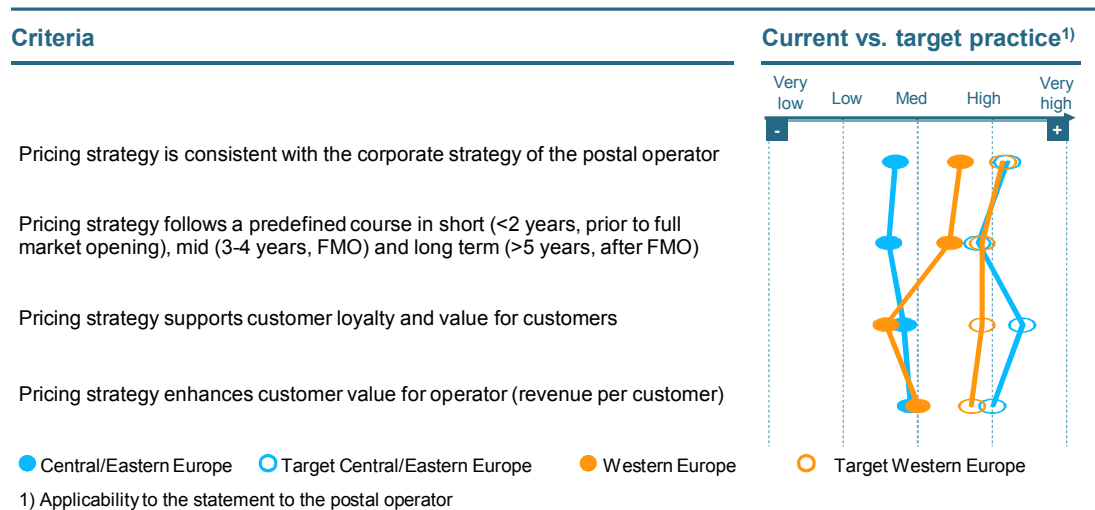 Criteria
Current vs. target practice1)
Very low
Low
Med
High
Very high
-
+
Pricing strategy is consistent with the corporate strategy of the postal operator
Pricing strategy follows a predefined course in short (<2 years, prior to full
market opening), mid (3-4 years, FMO) and long term (>5 years, after FMO)
Pricing strategy supports customer loyalty and value for customers
Pricing strategy enhances customer value for operator (revenue per customer)
Central/Eastern Europe
Target Central/Eastern Europe
Western Europe
Target Western Europe
1) Applicability to the statement to the postal operator